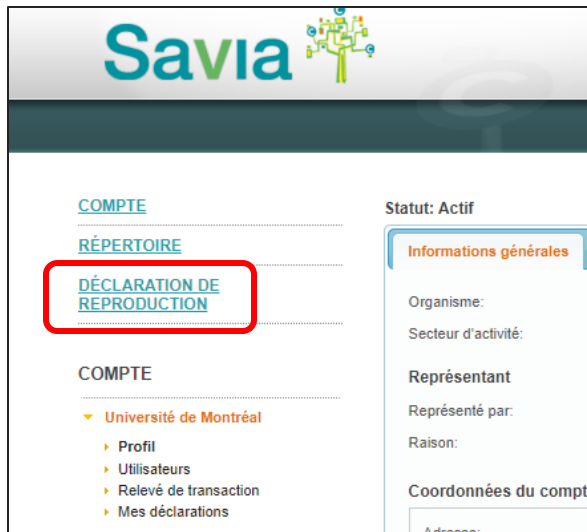 Savia
COMPTE
RÉPERTOIRE
DÉCLARATION DE
REPRODUCTION
COMPTE
Université de Montréal
Profil
Utilisateurs
Relevé de transaction
Mes déclarations
Statut: Actif
Informations générales
Organisme:
Secteur d'activité:
Représentant
Représenté par:
Raison:
Coordonnées du compt
Adresse: